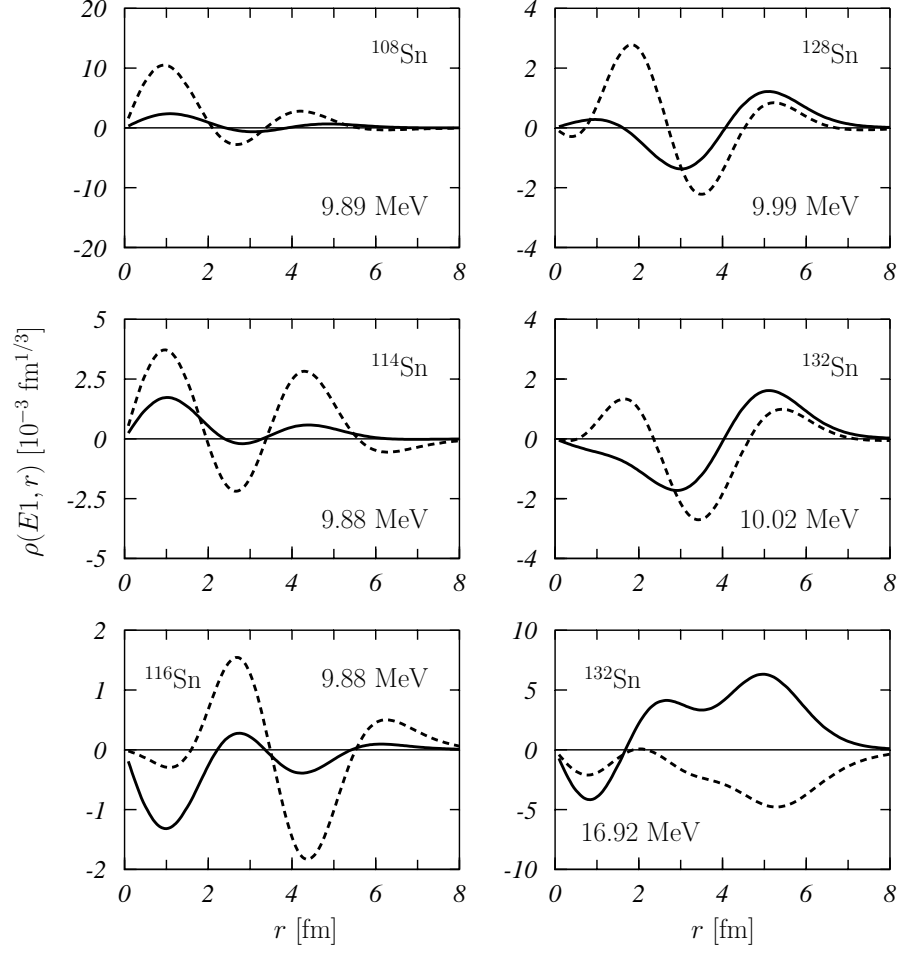 ρ(E1, r) [10⁻³ fm^{1/3}]
20
10
0
-10
-20
¹⁰⁸Sn
9.89 MeV
0 2 4 6 8
4
2
0
-2
-4
¹²⁸Sn
9.99 MeV
0 2 4 6 8
5
2.5
0
-2.5
-5
¹¹⁴Sn
9.88 MeV
0 2 4 6 8
4
2
0
-2
-4
¹³²Sn
10.02 MeV
0 2 4 6 8
2
1
0
-1
-2
¹¹⁶Sn 9.88 MeV
0 2 4 6 8
r [fm]
10
5
0
-5
-10
¹³²Sn
16.92 MeV
0 2 4 6 8
r [fm]